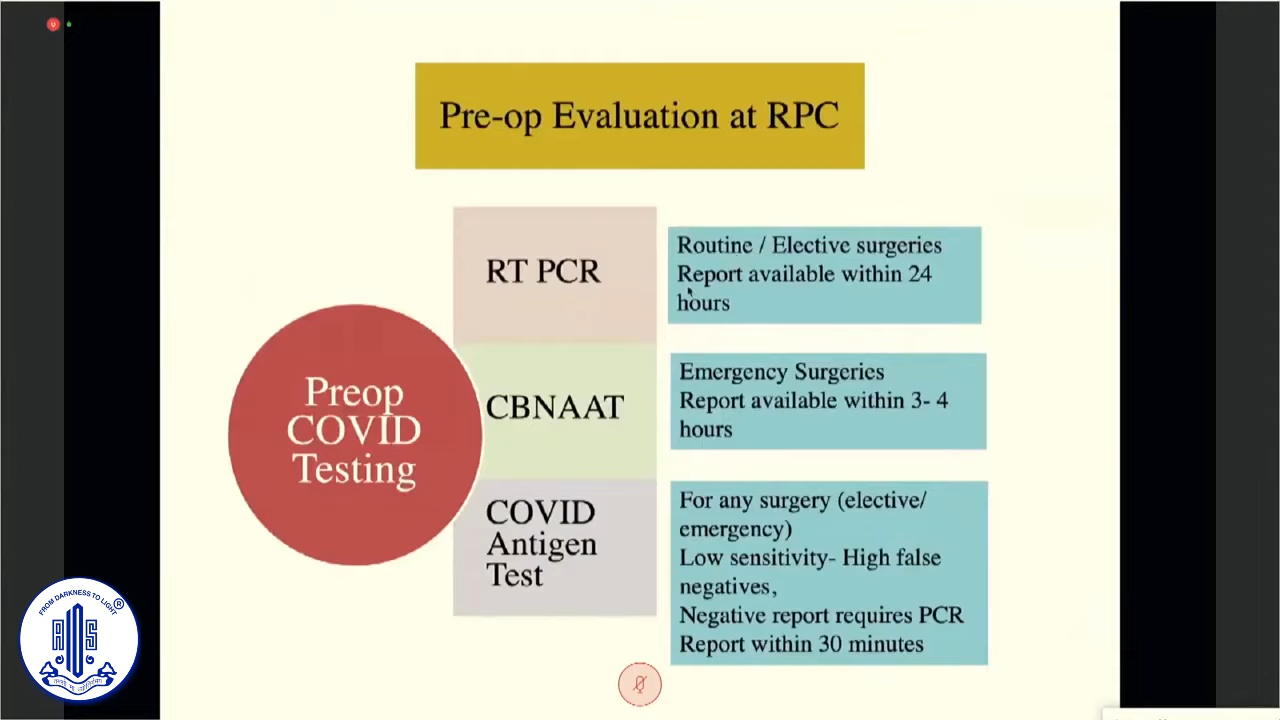 Pre-op Evaluation at RPC
Preop
COVID
Testing
RT PCR
Routine / Elective surgeries
Report available within 24
hours
CBNAAT
Emergency Surgeries
Report available within 3- 4
hours
COVID
Antigen
Test
For any surgery (elective/
emergency)
Low sensitivity- High false
negatives,
Negative report requires PCR
Report within 30 minutes
FROM DARKNESS TO LIGHT
®
AIOS